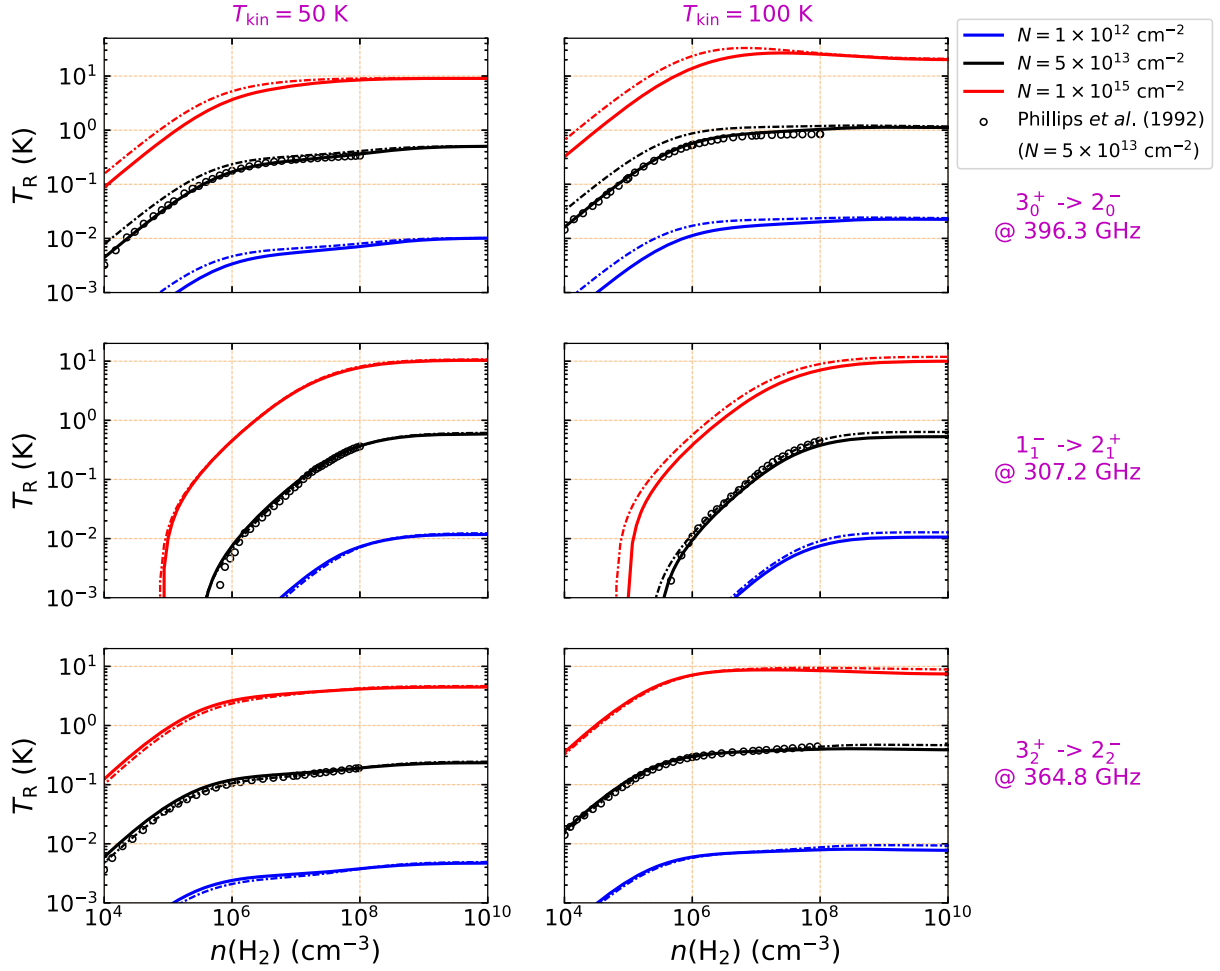 T_kin = 50 K
T_kin = 100 K
N = 1 × 10^12 cm^−2
N = 5 × 10^13 cm^−2
N = 1 × 10^15 cm^−2
Phillips et al. (1992)
(N = 5 × 10^13 cm^−2)
T_R (K)
10^1
10^0
10^−1
10^−2
10^−3
3_0^+ -> 2_0^−
@ 396.3 GHz
T_R (K)
10^1
10^0
10^−1
10^−2
10^−3
1_1^− -> 2_1^+
@ 307.2 GHz
T_R (K)
10^1
10^0
10^−1
10^−2
10^−3
3_2^+ -> 2_2^−
@ 364.8 GHz
10^4 10^6 10^8 10^10
10^4 10^6 10^8 10^10
n(H_2) (cm^−3)
n(H_2) (cm^−3)